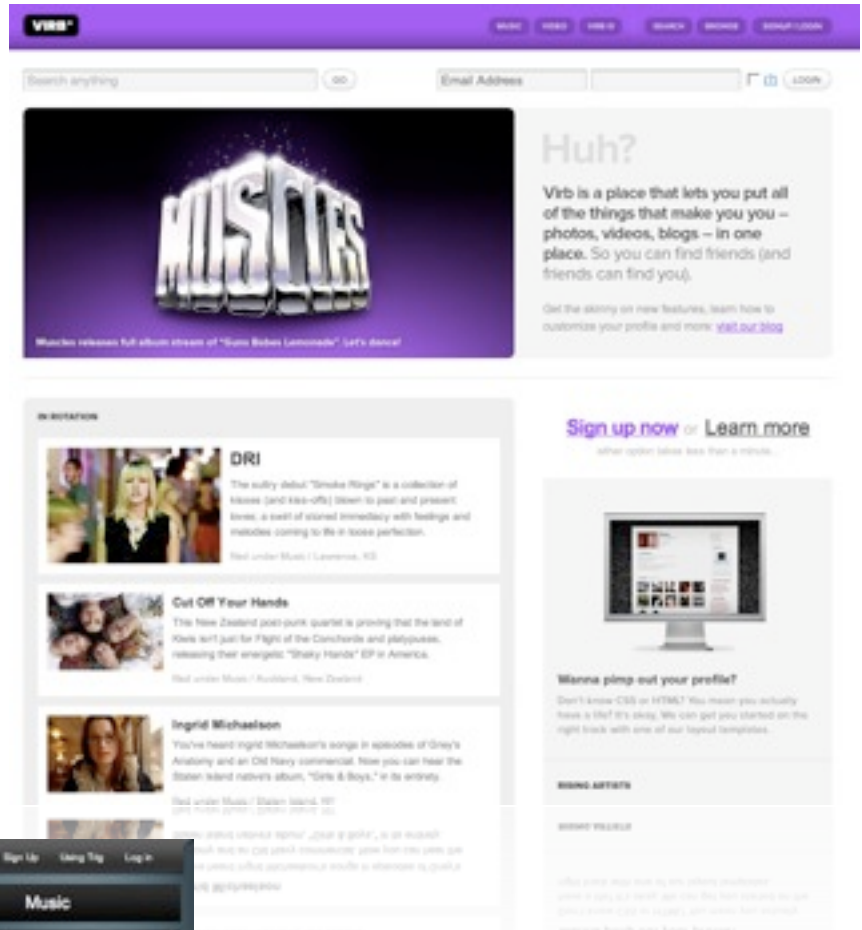 VIRB°
MUSIC VIDEO VIRB IS SEARCH BROWSE SIGNUP / LOGIN
Search anything GO Email Address LOGIN
MUSCLES
Muscles releases full album stream of "Guns Babes Lemonade". Let's dance!
Huh?
Virb is a place that lets you put all
of the things that make you you –
photos, videos, blogs – in one
place. So you can find friends (and
friends can find you).
Get the skinny on new features, learn how to
customize your profile and more: visit our blog
IN ROTATION
DRI
The sultry debut "Smoke Rings" is a collection of
kisses (and kiss-offs) blown to past and present
loves; a swirl of stoned immediacy with feelings and
melodies coming to life in loose perfection.
filed under Music / Lawrence, KS
Cut Off Your Hands
This New Zealand post-punk quartet is proving that the land of
Kiwis isn't just for Flight of the Conchords and platypuses,
releasing their energetic "Shaky Hands" EP in America.
filed under Music / Auckland, New Zealand
Ingrid Michaelson
You've heard Ingrid Michaelson's songs in episodes of Grey's
Anatomy and an Old Navy commercial. Now you can hear the
Staten Island native's album, "Girls & Boys," in its entirety.
filed under Music / Staten Island, NY
Sign up now or Learn more
either option takes less than a minute...
Wanna pimp out your profile?
Don't know CSS or HTML? You mean you actually
have a life? It's okay. We can get you started on the
right track with one of our layout templates.
RISING ARTISTS
Sign Up Using Trig Log in
Music